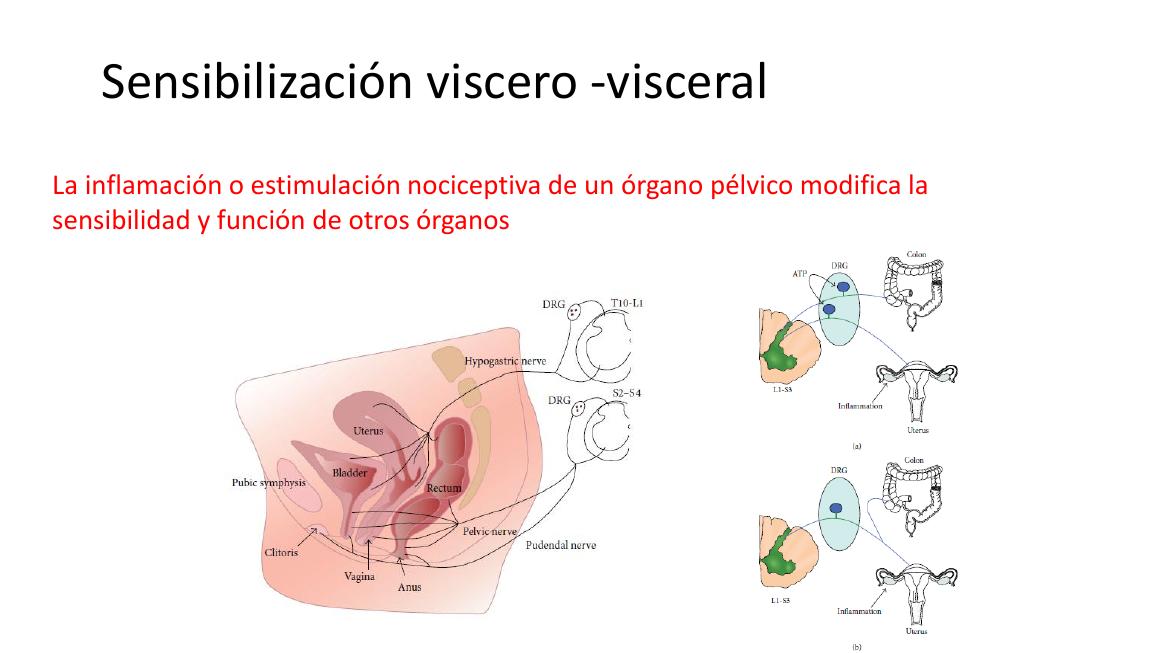 Sensibilización viscero -visceral
La inflamación o estimulación nociceptiva de un órgano pélvico modifica la
sensibilidad y función de otros órganos
DRG
T10-L1
Hypogastric nerve
DRG
S2-S4
Uterus
Bladder
Pubic symphysis
Rectum
Pelvic nerve
Pudendal nerve
Clitoris
Vagina
Anus
Colon
DRG
ATP
L1-S3
Inflammation
Uterus
(a)
Colon
DRG
L1-S3
Inflammation
Uterus
(b)